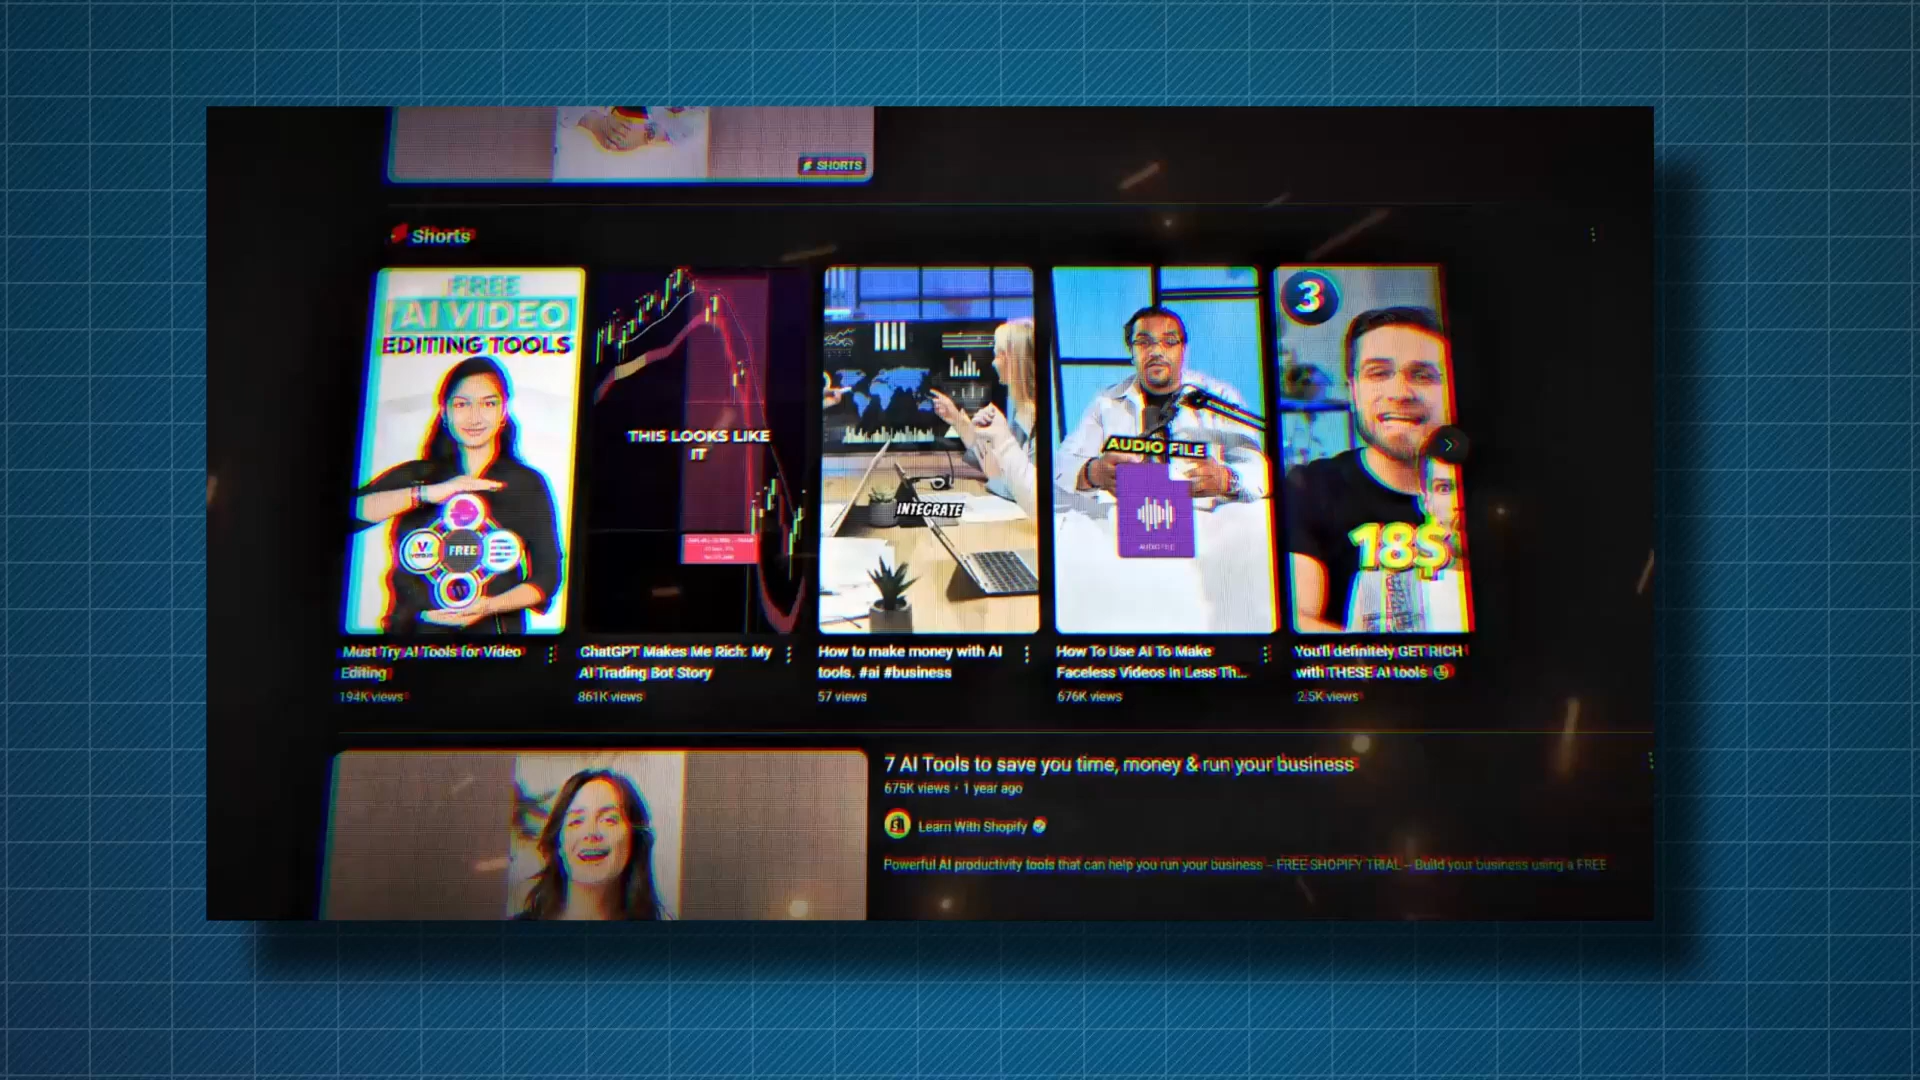 SHORTS
Shorts
FREE
AI VIDEO
EDITING TOOLS
FREE
Must Try AI Tools for Video
Editing
194K views
THIS LOOKS LIKE
IT
ChatGPT Makes Me Rich: My
AI Trading Bot Story
861K views
INTEGRATE
How to make money with AI
tools. #ai #business
57 views
AUDIO FILE
AUDIO FILE
How To Use AI To Make
Faceless Videos in Less Th...
676K views
3
18$
You'll definitely GET RICH
with THESE AI tools 🤑
2.5K views
7 AI Tools to save you time, money & run your business
675K views • 1 year ago
Learn With Shopify
Powerful AI productivity tools that can help you run your business -- FREE SHOPIFY TRIAL -- Build your business using a FREE